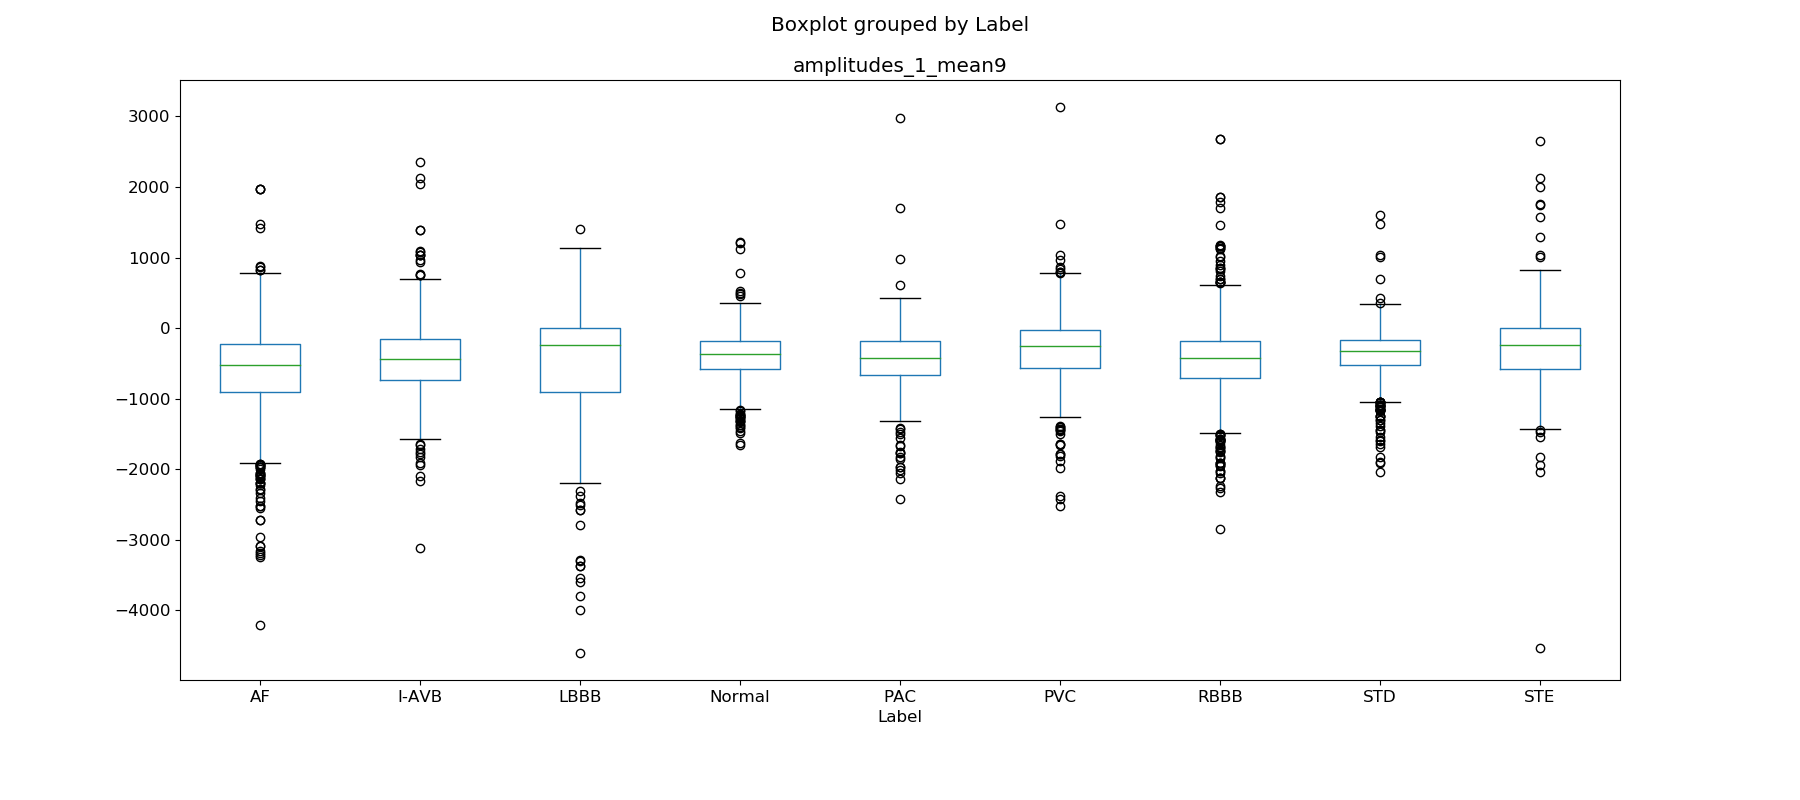 Boxplot grouped by Label
amplitudes_1_mean9
3000
2000
1000
0
−1000
−2000
−3000
−4000
AF I-AVB LBBB Normal PAC PVC RBBB STD STE
Label